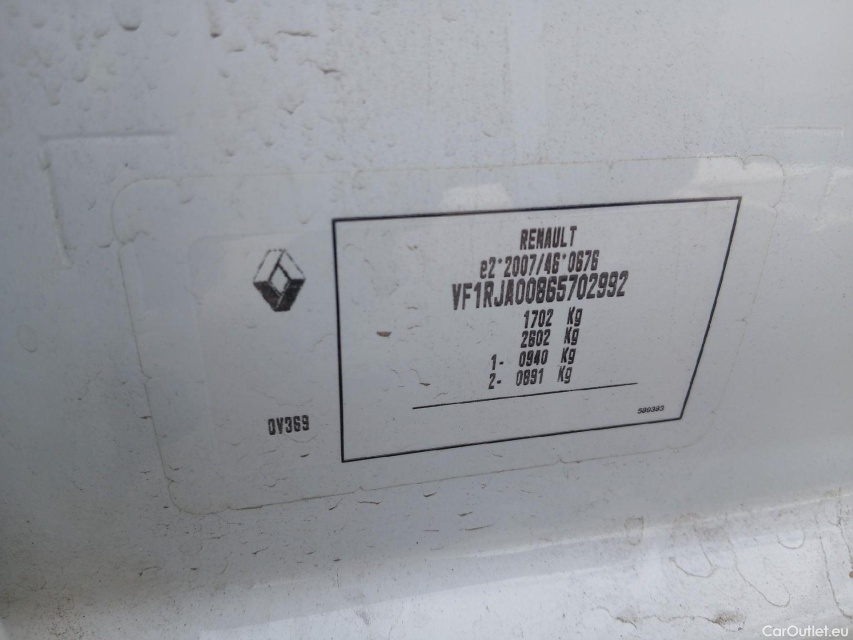 RENAULT
e2*2007/46*0676
VF1RJA00865702992
1702 Kg
2602 Kg
1- 0940 Kg
2- 0891 Kg
599393
0V369
CarOutlet.eu